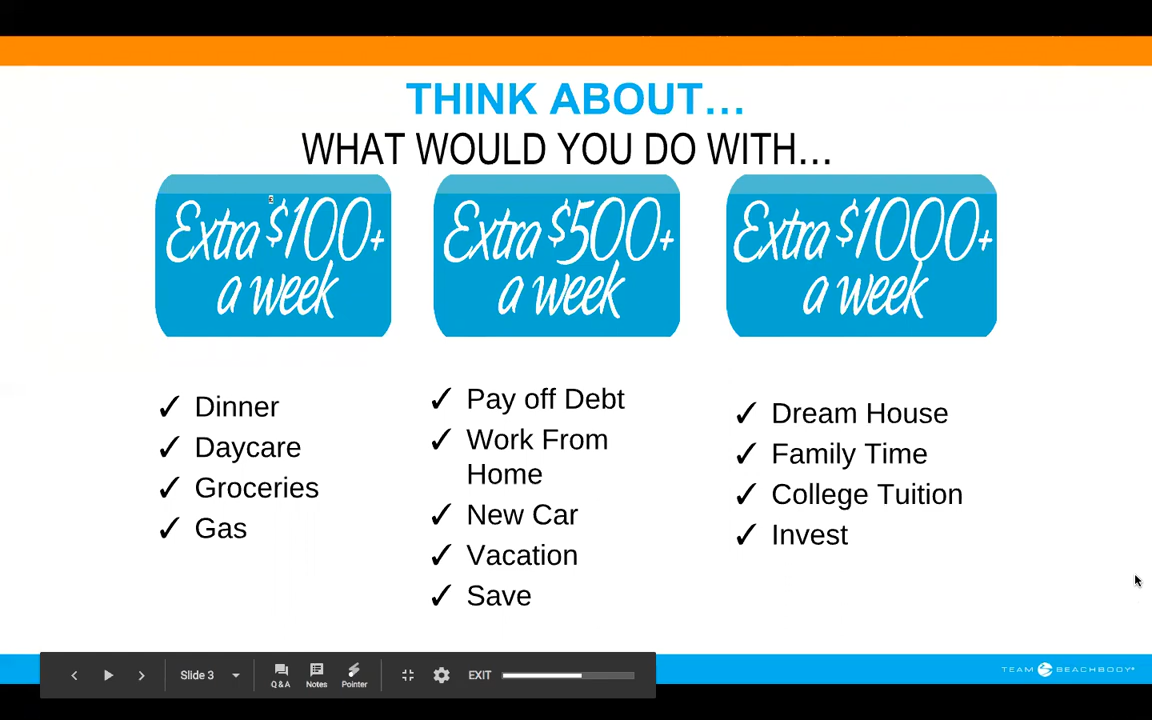 THINK ABOUT...
WHAT WOULD YOU DO WITH...
Extra $100+
a week
Extra $500+
a week
Extra $1000+
a week
✓ Dinner
✓ Daycare
✓ Groceries
✓ Gas
✓ Pay off Debt
✓ Work From
Home
✓ New Car
✓ Vacation
✓ Save
✓ Dream House
✓ Family Time
✓ College Tuition
✓ Invest
Slide 3
Q & A
Notes
Pointer
EXIT
TEAM BEACHBODY